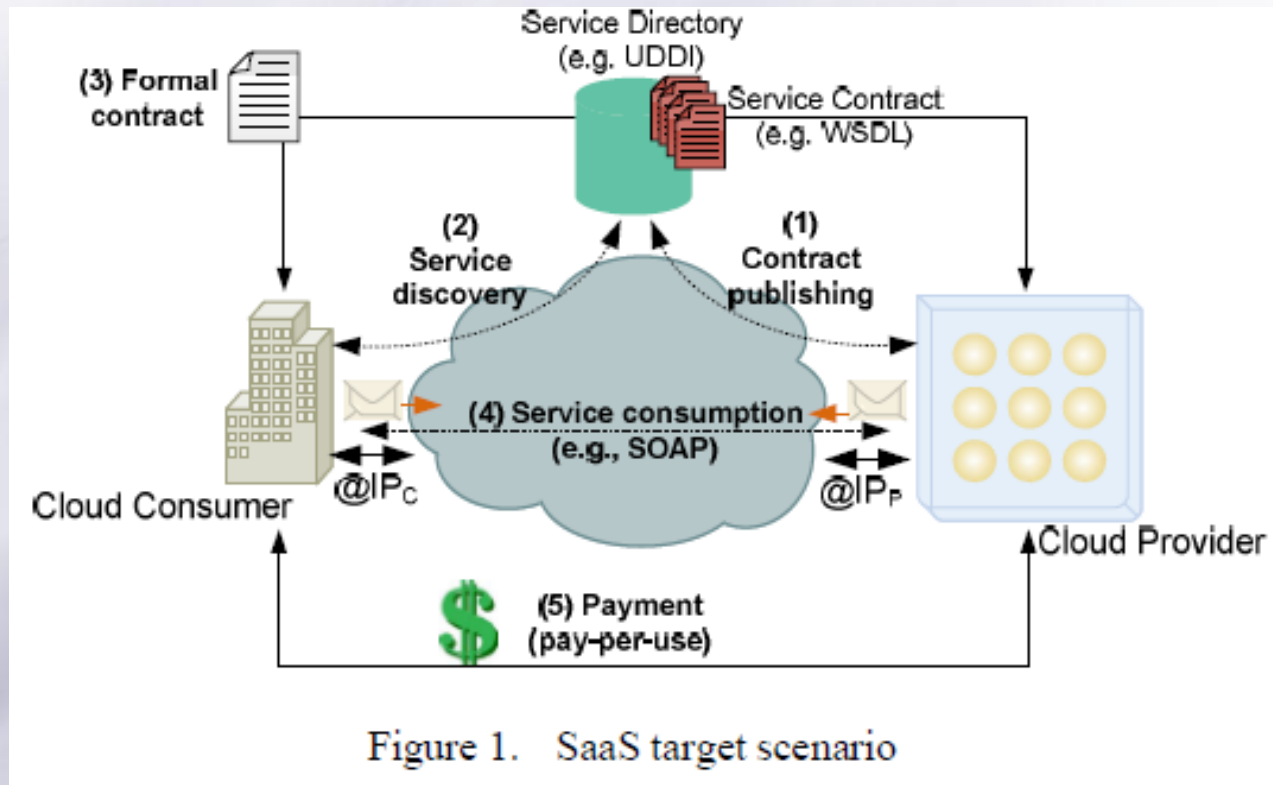 Service Directory
(e.g. UDDI)
(3) Formal
contract
Service Contract
(e.g. WSDL)
(2)
Service
discovery
(1)
Contract
publishing
(4) Service consumption
(e.g., SOAP)
@IPC
@IPP
Cloud Consumer
Cloud Provider
$
(5) Payment
(pay-per-use)
Figure 1. SaaS target scenario